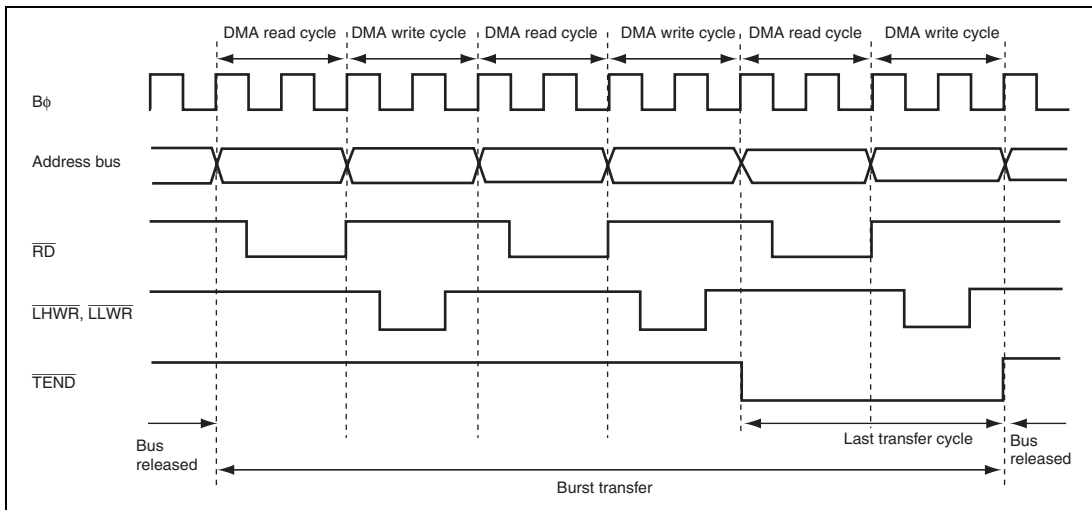 DMA read cycle DMA write cycle DMA read cycle DMA write cycle DMA read cycle DMA write cycle
Bϕ
Address bus
RD
LHWR, LLWR
TEND
Last transfer cycle
Bus
released
Bus
released
Burst transfer